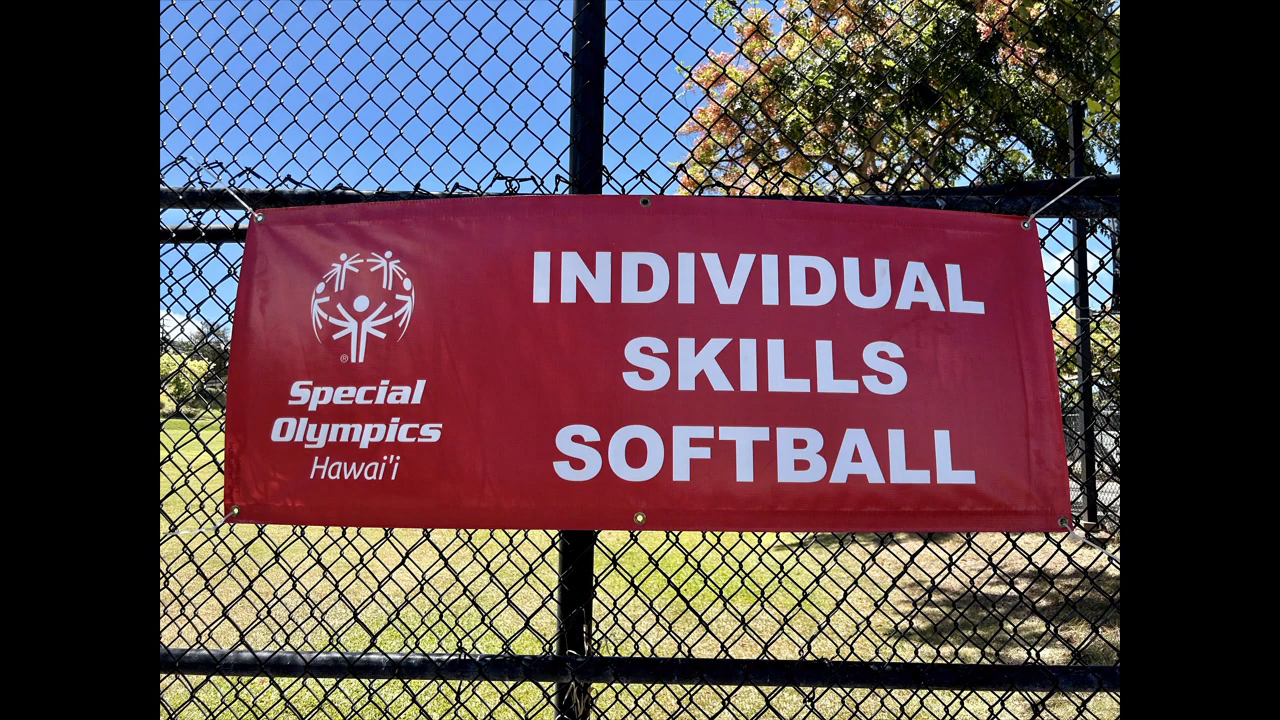 ®
Special
Olympics
Hawai'i
INDIVIDUAL
SKILLS
SOFTBALL